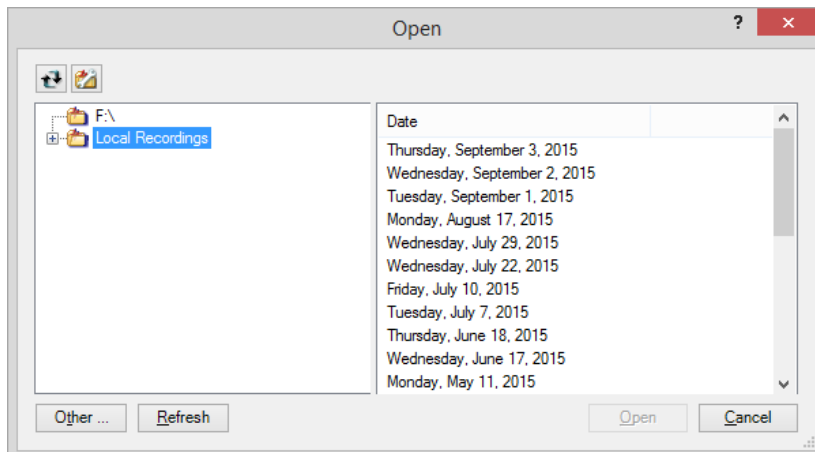 Open
?
F:\
Local Recordings
Date
Thursday, September 3, 2015
Wednesday, September 2, 2015
Tuesday, September 1, 2015
Monday, August 17, 2015
Wednesday, July 29, 2015
Wednesday, July 22, 2015
Friday, July 10, 2015
Tuesday, July 7, 2015
Thursday, June 18, 2015
Wednesday, June 17, 2015
Monday, May 11, 2015
Other ... Refresh Open Cancel